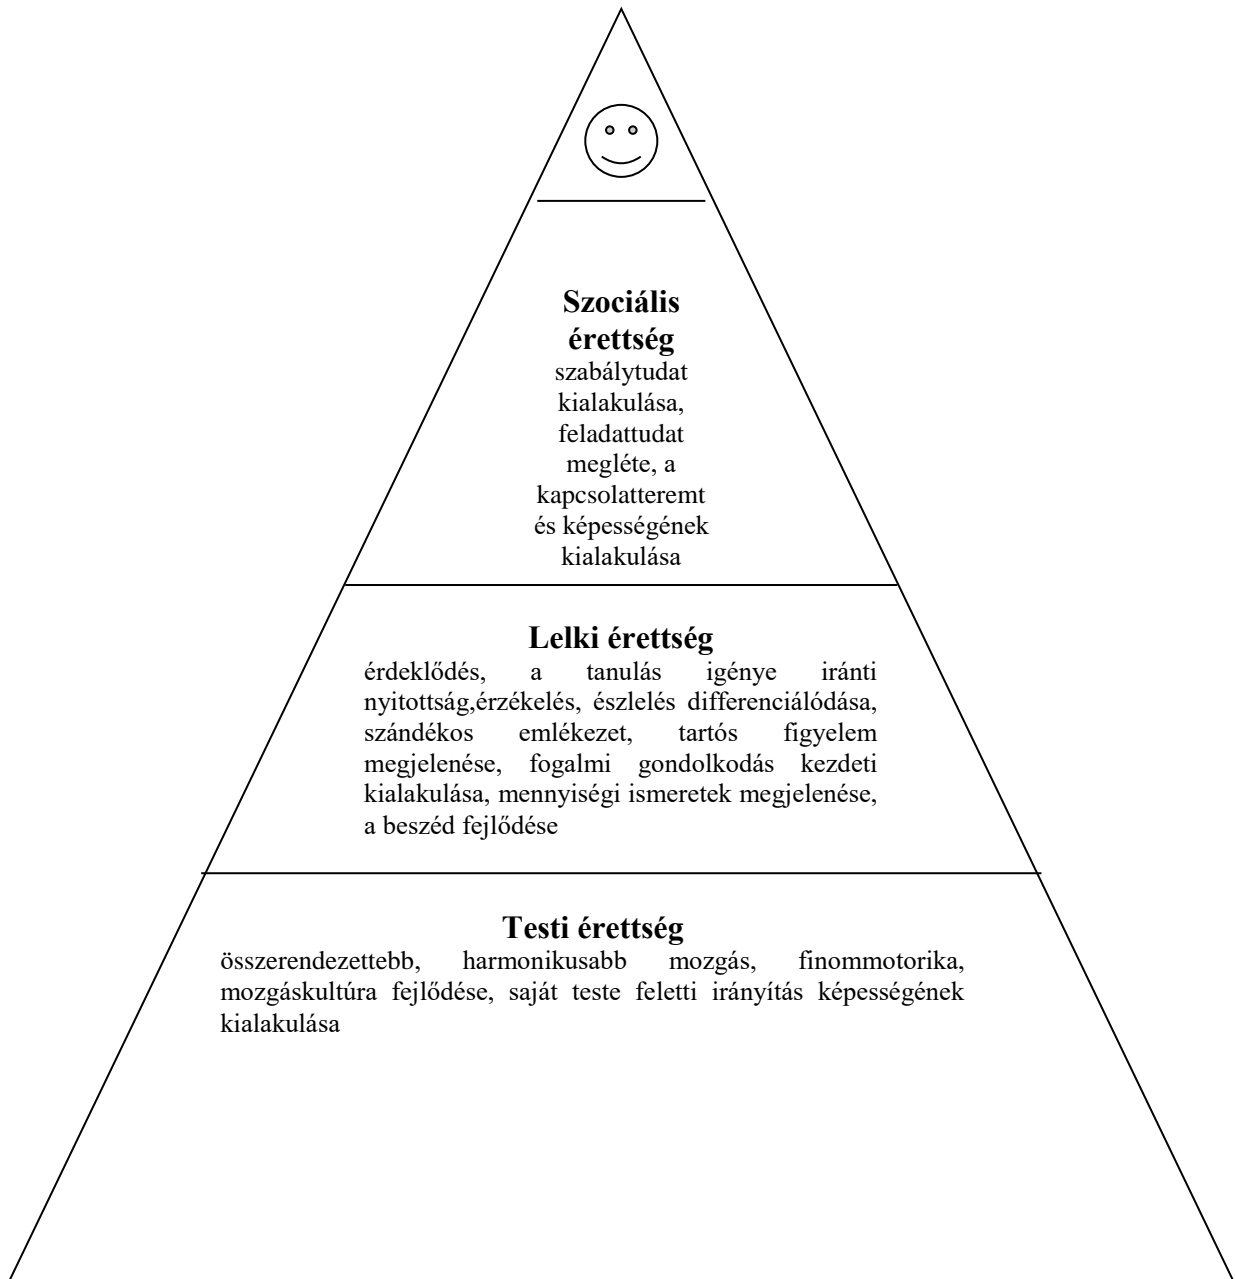 Szociális
érettség
szabálytudat
kialakulása,
feladattudat
megléte, a
kapcsolatteremt
és képességének
kialakulása
Lelki érettség
érdeklődés, a tanulás igénye iránti
nyitottság,érzékelés, észlelés differenciálódása,
szándékos emlékezet, tartós figyelem
megjelenése, fogalmi gondolkodás kezdeti
kialakulása, mennyiségi ismeretek megjelenése,
a beszéd fejlődése
Testi érettség
összerendezettebb, harmonikusabb mozgás, finommotorika,
mozgáskultúra fejlődése, saját teste feletti irányítás képességének
kialakulása